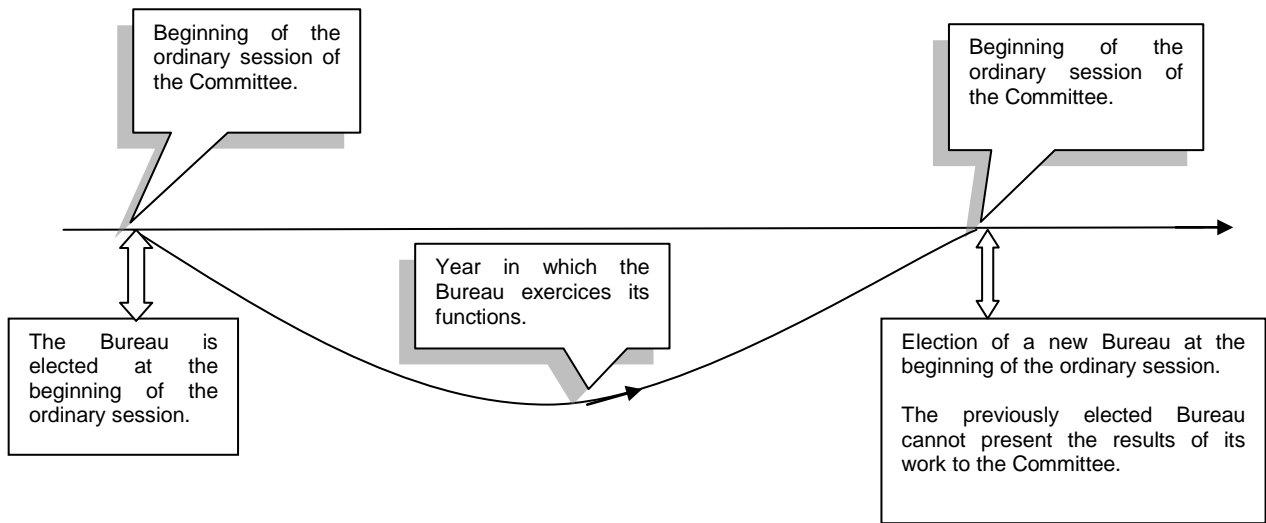 Beginning of the
ordinary session of
the Committee.
Beginning of the
ordinary session of
the Committee.
Year in which the
Bureau exercices its
functions.
The Bureau is
elected at the
beginning of the
ordinary session.
Election of a new Bureau at the
beginning of the ordinary session.
The previously elected Bureau
cannot present the results of its
work to the Committee.